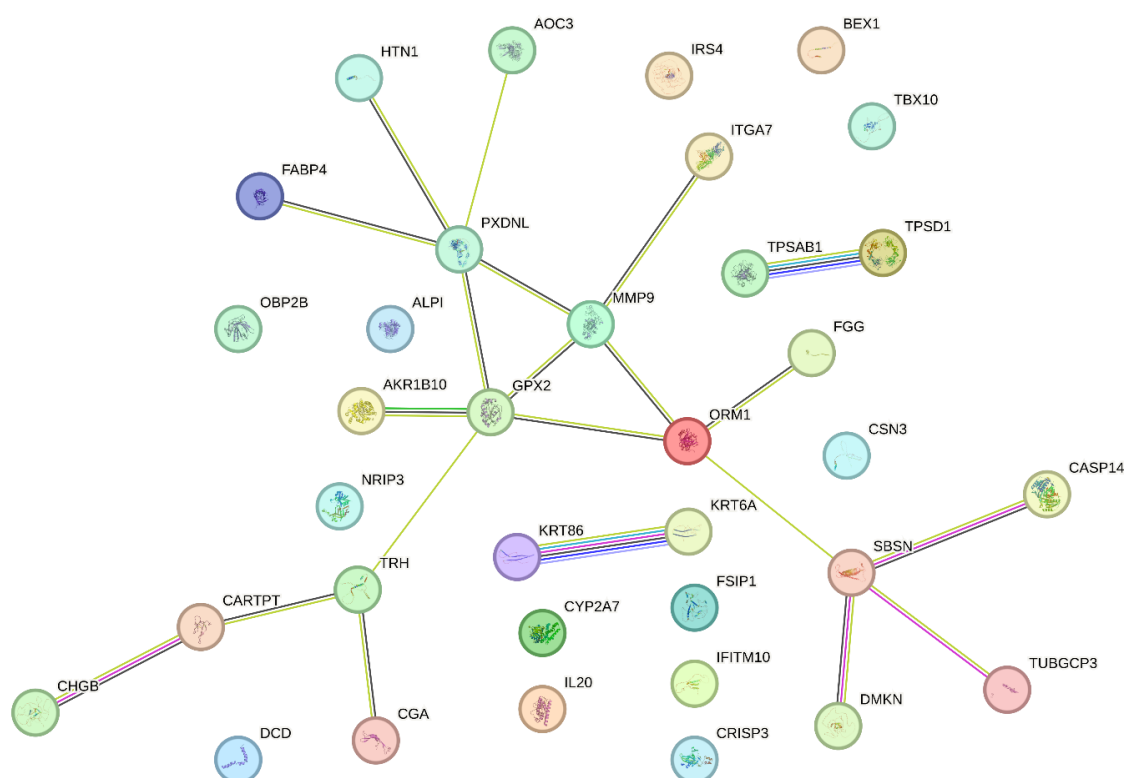 BEX1
AOC3
HTN1
IRS4
TBX10
ITGA7
FABP4
PXDNL
TPSD1
TPSAB1
OBP2B
ALPI
MMP9
FGG
AKR1B10
GPX2
ORM1
CSN3
CASP14
NRIP3
KRT6A
KRT86
SBSN
TRH
FSIP1
CARTPT
CYP2A7
IFITM10
TUBGCP3
CHGB
IL20
DMKN
CGA
DCD
CRISP3